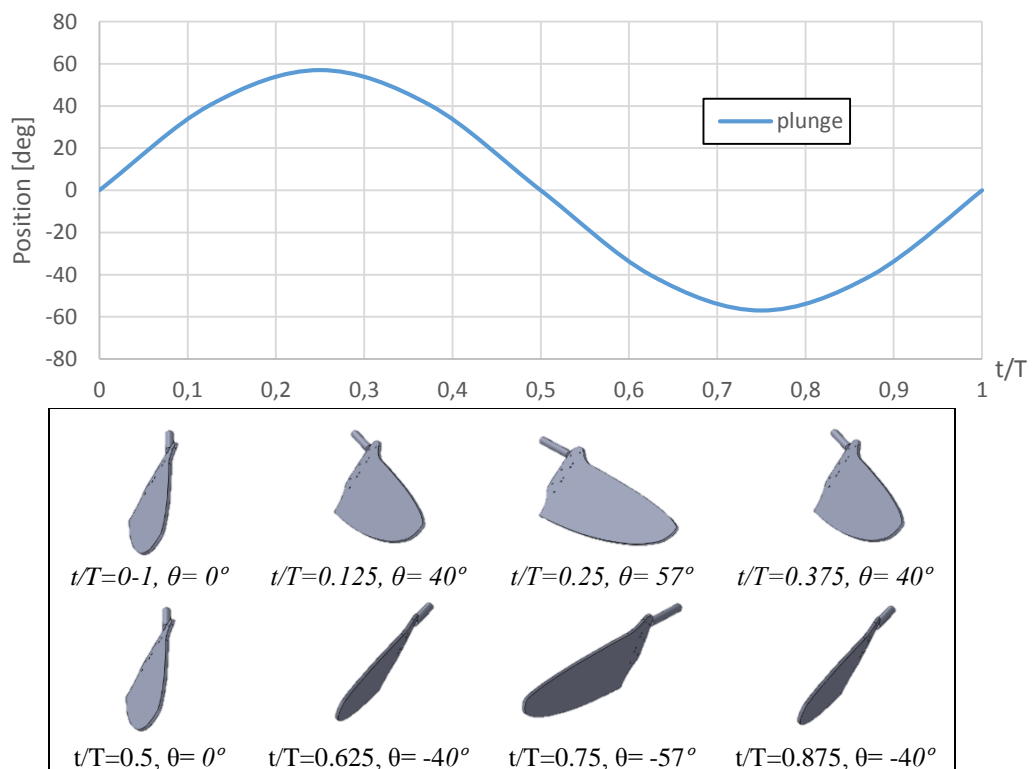 80
60
40
20
0
-20
-40
-60
-80
Position [deg]
plunge
0 0,1 0,2 0,3 0,4 0,5 0,6 0,7 0,8 0,9 1
t/T
t/T=0-1, θ= 0º t/T=0.125, θ= 40º t/T=0.25, θ= 57º t/T=0.375, θ= 40º
t/T=0.5, θ= 0º t/T=0.625, θ= -40º t/T=0.75, θ= -57º t/T=0.875, θ= -40º